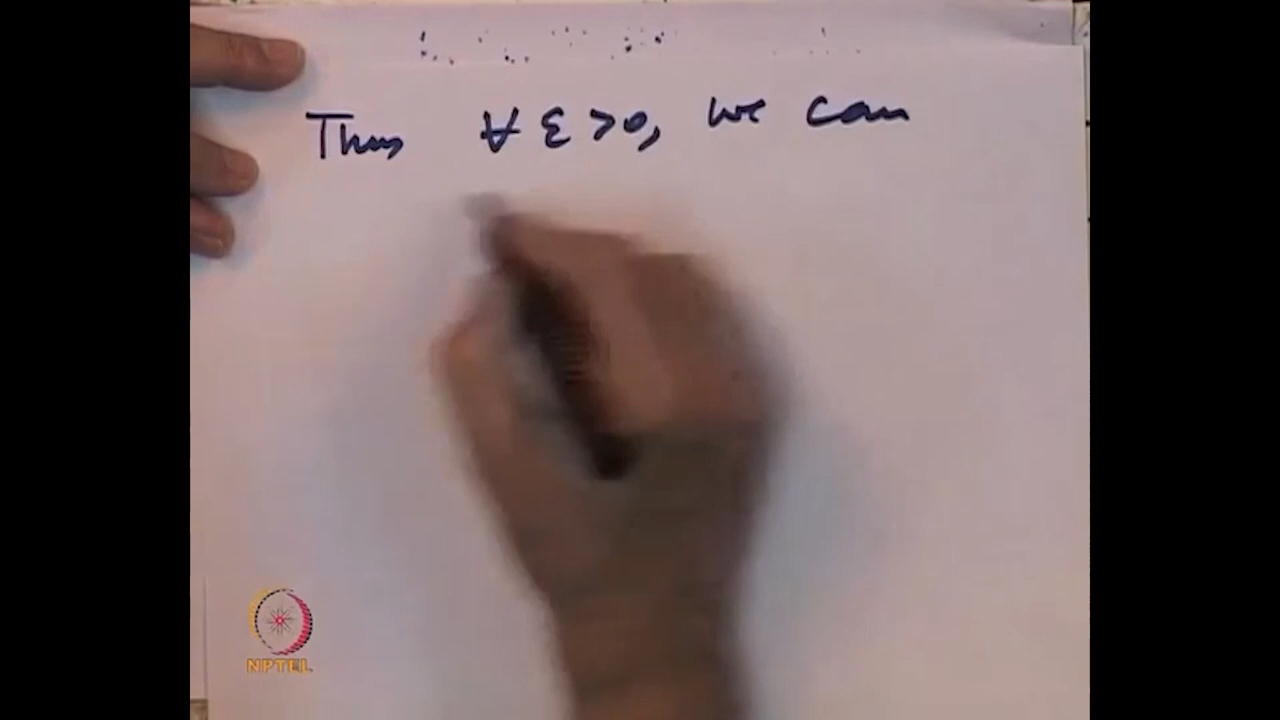 Thus ∀ ε >0, we can
NPTEL